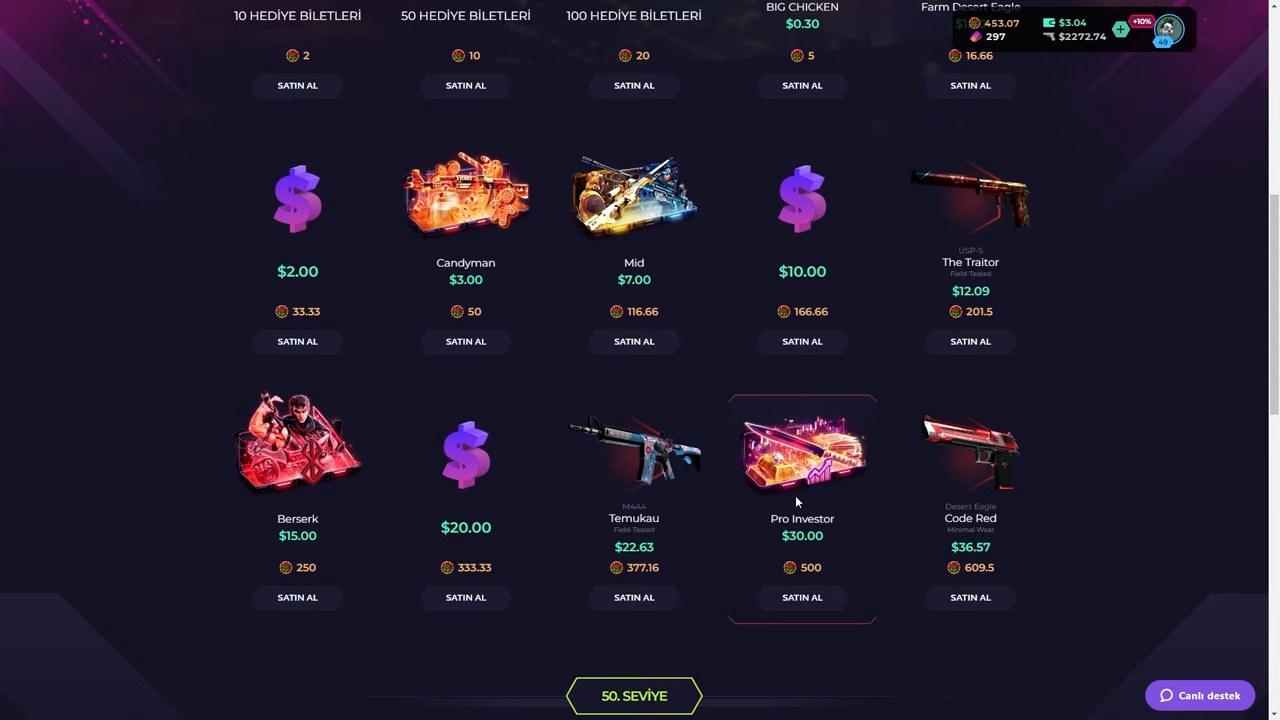 10 HEDİYE BİLETLERİ
50 HEDİYE BİLETLERİ
100 HEDİYE BİLETLERİ
BIG CHICKEN
$0.30
Farm Desert Eagle
453.07
297
$3.04
$2272.74
+10%
49
2
10
20
5
16.66
SATIN AL
SATIN AL
SATIN AL
SATIN AL
SATIN AL
$2.00
Candyman
$3.00
Mid
$7.00
$10.00
USP-S
The Traitor
Field-Tested
$12.09
33.33
50
116.66
166.66
201.5
SATIN AL
SATIN AL
SATIN AL
SATIN AL
SATIN AL
Berserk
$15.00
$20.00
M4A4
Temukau
Field-Tested
$22.63
Pro Investor
$30.00
Desert Eagle
Code Red
Minimal Wear
$36.57
250
333.33
377.16
500
609.5
SATIN AL
SATIN AL
SATIN AL
SATIN AL
SATIN AL
50. SEVİYE
Canlı destek